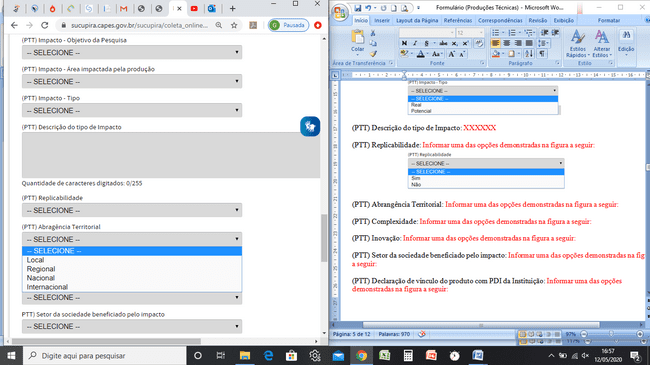 sucupira.capes.gov.br/sucupira/coleta_online...
G Pausada
(PTT) Impacto - Objetivo da Pesquisa
-- SELECIONE --
(PTT) Impacto - Área impactada pela produção
-- SELECIONE --
(PTT) Impacto - Tipo
-- SELECIONE --
(PTT) Descrição do tipo de Impacto
Quantidade de caracteres digitados: 0/255
(PTT) Replicabilidade
-- SELECIONE --
(PTT) Abragência Territorial
-- SELECIONE --
-- SELECIONE --
Local
Regional
Nacional
Internacional
-- SELECIONE --
PTT) Setor da sociedade beneficiado pelo impacto
-- SELECIONE --
Formulário (Produções Técnicas) - Microsoft Wo...
Início Inserir Layout da Página Referências Correspondências Revisão Exibição Formatar
Colar
Estilos Rápidos
Alterar Estilos
Edição
Área de Transferência
Fonte
Parágrafo
Estilo
(PTT) Impacto - Tipo
-- SELECIONE --
-- SELECIONE --
Real
Potencial
(PTT) Descrição do tipo de Impacto: XXXXXX
(PTT) Replicabilidade: Informar uma das opções demonstradas na figura a seguir:
(PTT) Replicabilidade
-- SELECIONE --
-- SELECIONE --
Sim
Não
(PTT) Abrangência Territorial: Informar uma das opções demonstradas na figura a seguir:
(PTT) Complexidade: Informar uma das opções demonstradas na figura a seguir:
(PTT) Inovação: Informar uma das opções demonstradas na figura a seguir:
(PTT) Setor da sociedade beneficiado pelo impacto: Informar uma das opções demonstradas na figura
a seguir:
(PTT) Declaração de vínculo do produto com PDI da Instituição: Informar uma das opções
demonstradas na figura a seguir:
Página: 5 de 12 Palavras: 970 97%
117%
Digite aqui para pesquisar
16:57
12/05/2020